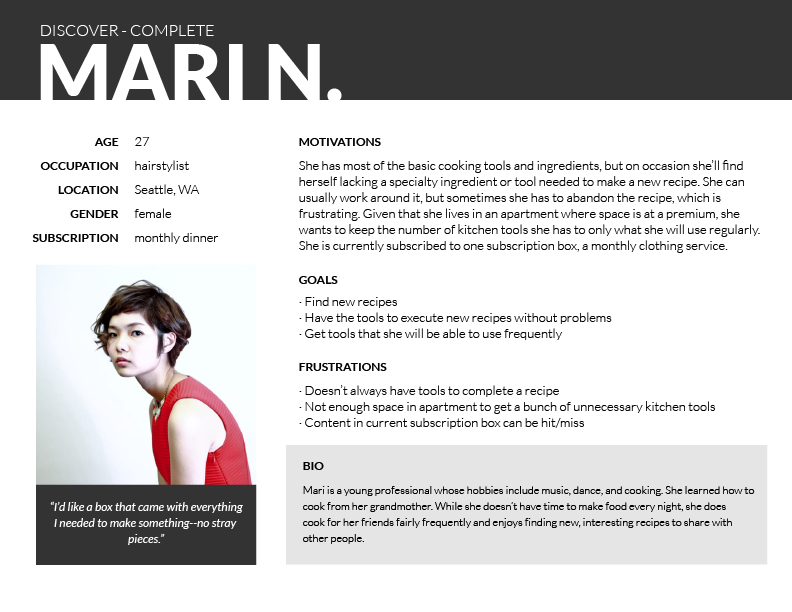 DISCOVER - COMPLETE
MARI N.
AGE 27
OCCUPATION hairstylist
LOCATION Seattle, WA
GENDER female
SUBSCRIPTION monthly dinner
“I’d like a box that came with everything
I needed to make something--no stray
pieces.”
MOTIVATIONS
She has most of the basic cooking tools and ingredients, but on occasion she’ll find
herself lacking a specialty ingredient or tool needed to make a new recipe. She can
usually work around it, but sometimes she has to abandon the recipe, which is
frustrating. Given that she lives in an apartment where space is at a premium, she
wants to keep the number of kitchen tools she has to only what she will use regularly.
She is currently subscribed to one subscription box, a monthly clothing service.
GOALS
· Find new recipes
· Have the tools to execute new recipes without problems
· Get tools that she will be able to use frequently
FRUSTRATIONS
· Doesn’t always have tools to complete a recipe
· Not enough space in apartment to get a bunch of unnecessary kitchen tools
· Content in current subscription box can be hit/miss
BIO
Mari is a young professional whose hobbies include music, dance, and cooking. She learned how to
cook from her grandmother. While she doesn’t have time to make food every night, she does
cook for her friends fairly frequently and enjoys finding new, interesting recipes to share with
other people.